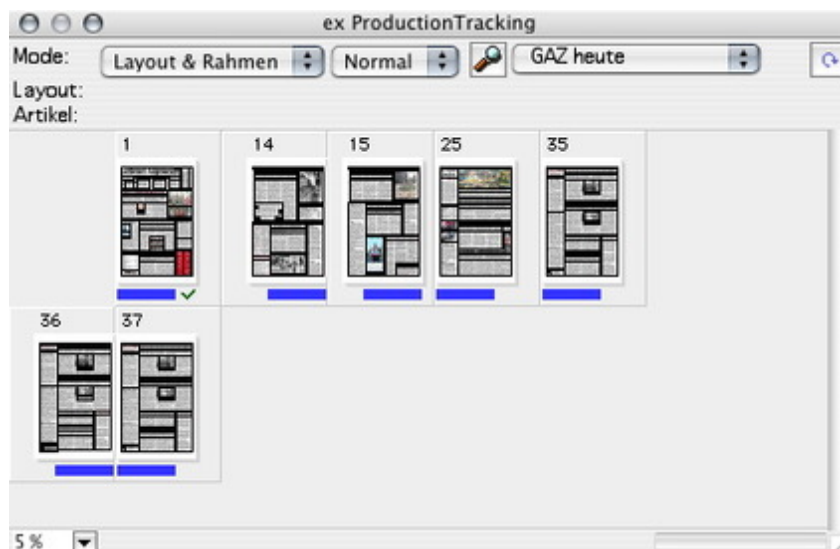 ex ProductionTracking
Mode: Layout & Rahmen Normal GAZ heute
Layout:
Artikel:
1 14 15 25 35
36 37
5 %